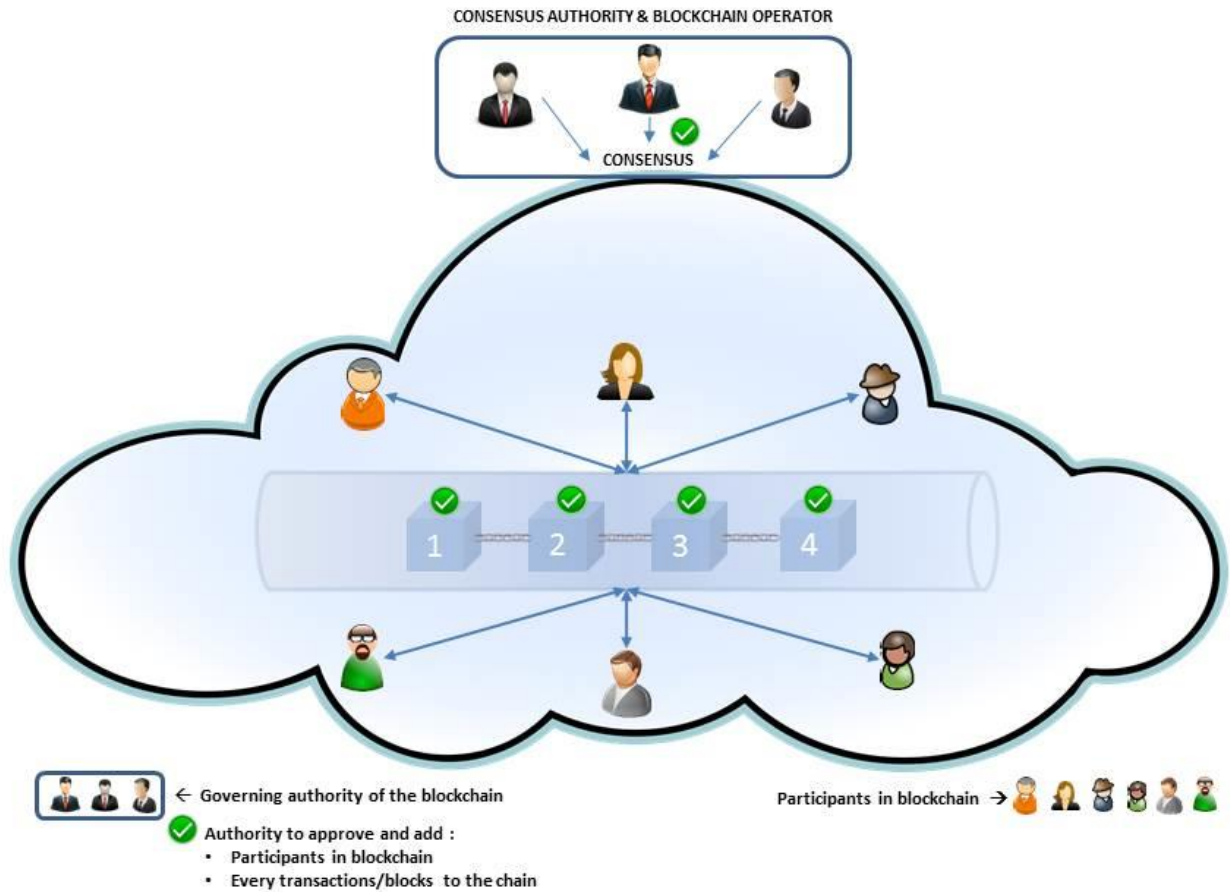 CONSENSUS AUTHORITY & BLOCKCHAIN OPERATOR
CONSENSUS
1 2 3 4
← Governing authority of the blockchain
Participants in blockchain →
Authority to approve and add :
• Participants in blockchain
• Every transactions/blocks to the chain